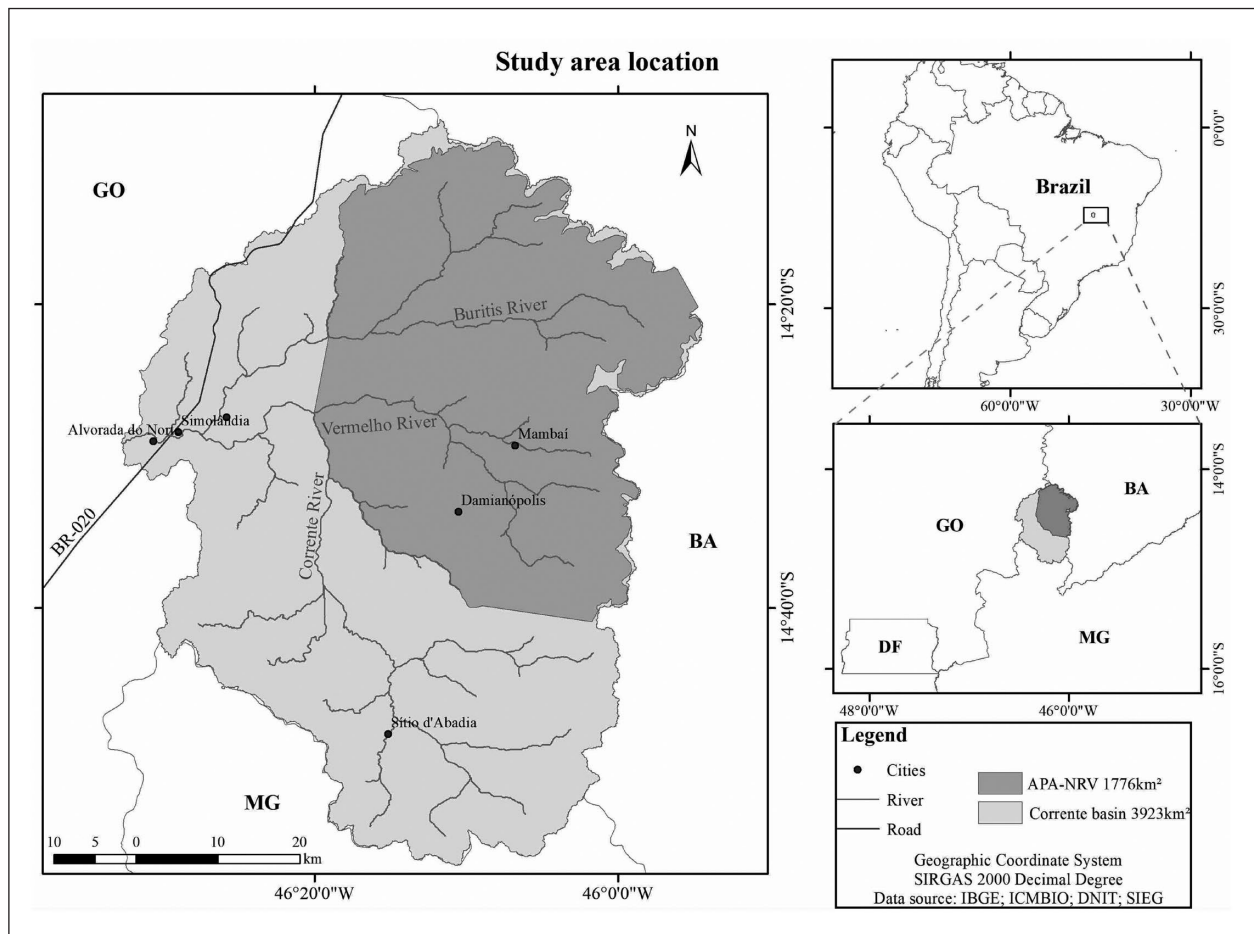 Study area location
N
GO
Brazil
Buritis River
Simolândia
Alvorada do Norte
Vermelho River
Mambaí
Damianópolis
BR-020
Corrente River
BA
Sítio d'Abadia
MG
10 5 0 10 20
km
46°20'0"W 46°0'0"W
14°20'0"S
14°40'0"S
0°0'0"
30°0'0"S
60°0'0"W 30°0'0"W
14°0'0"S
BA
GO
MG
DF
16°0'0"S
48°0'0"W 46°0'0"W
Legend
Cities
River
Road
APA-NRV 1776km²
Corrente basin 3923km²
Geographic Coordinate System
SIRGAS 2000 Decimal Degree
Data source: IBGE; ICMBIO; DNIT; SIEG